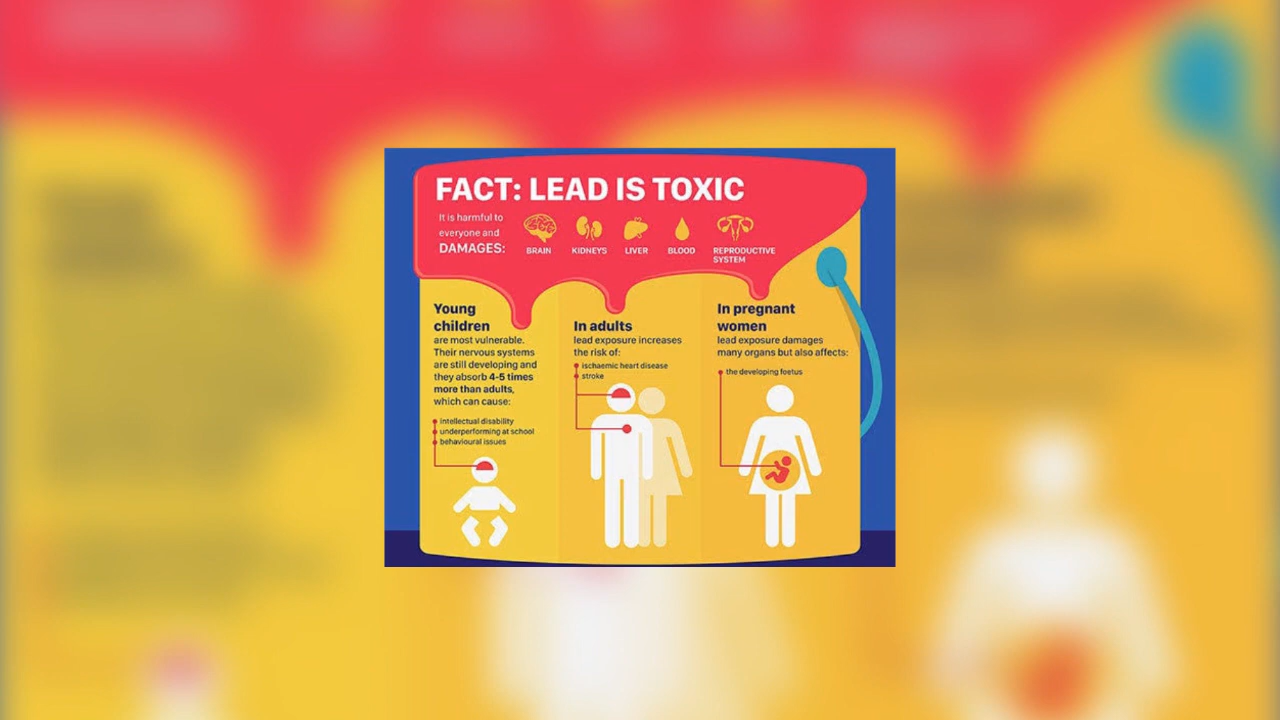 FACT: LEAD IS TOXIC
It is harmful to
everyone and
DAMAGES:
BRAIN
KIDNEYS
LIVER
BLOOD
REPRODUCTIVE
SYSTEM
Young
children
are most vulnerable.
Their nervous systems
are still developing and
they absorb 4-5 times
more than adults,
which can cause:
intellectual disability
underperforming at school
behavioural issues
In adults
lead exposure increases
the risk of:
ischaemic heart disease
stroke
In pregnant
women
lead exposure damages
many organs but also affects:
the developing foetus